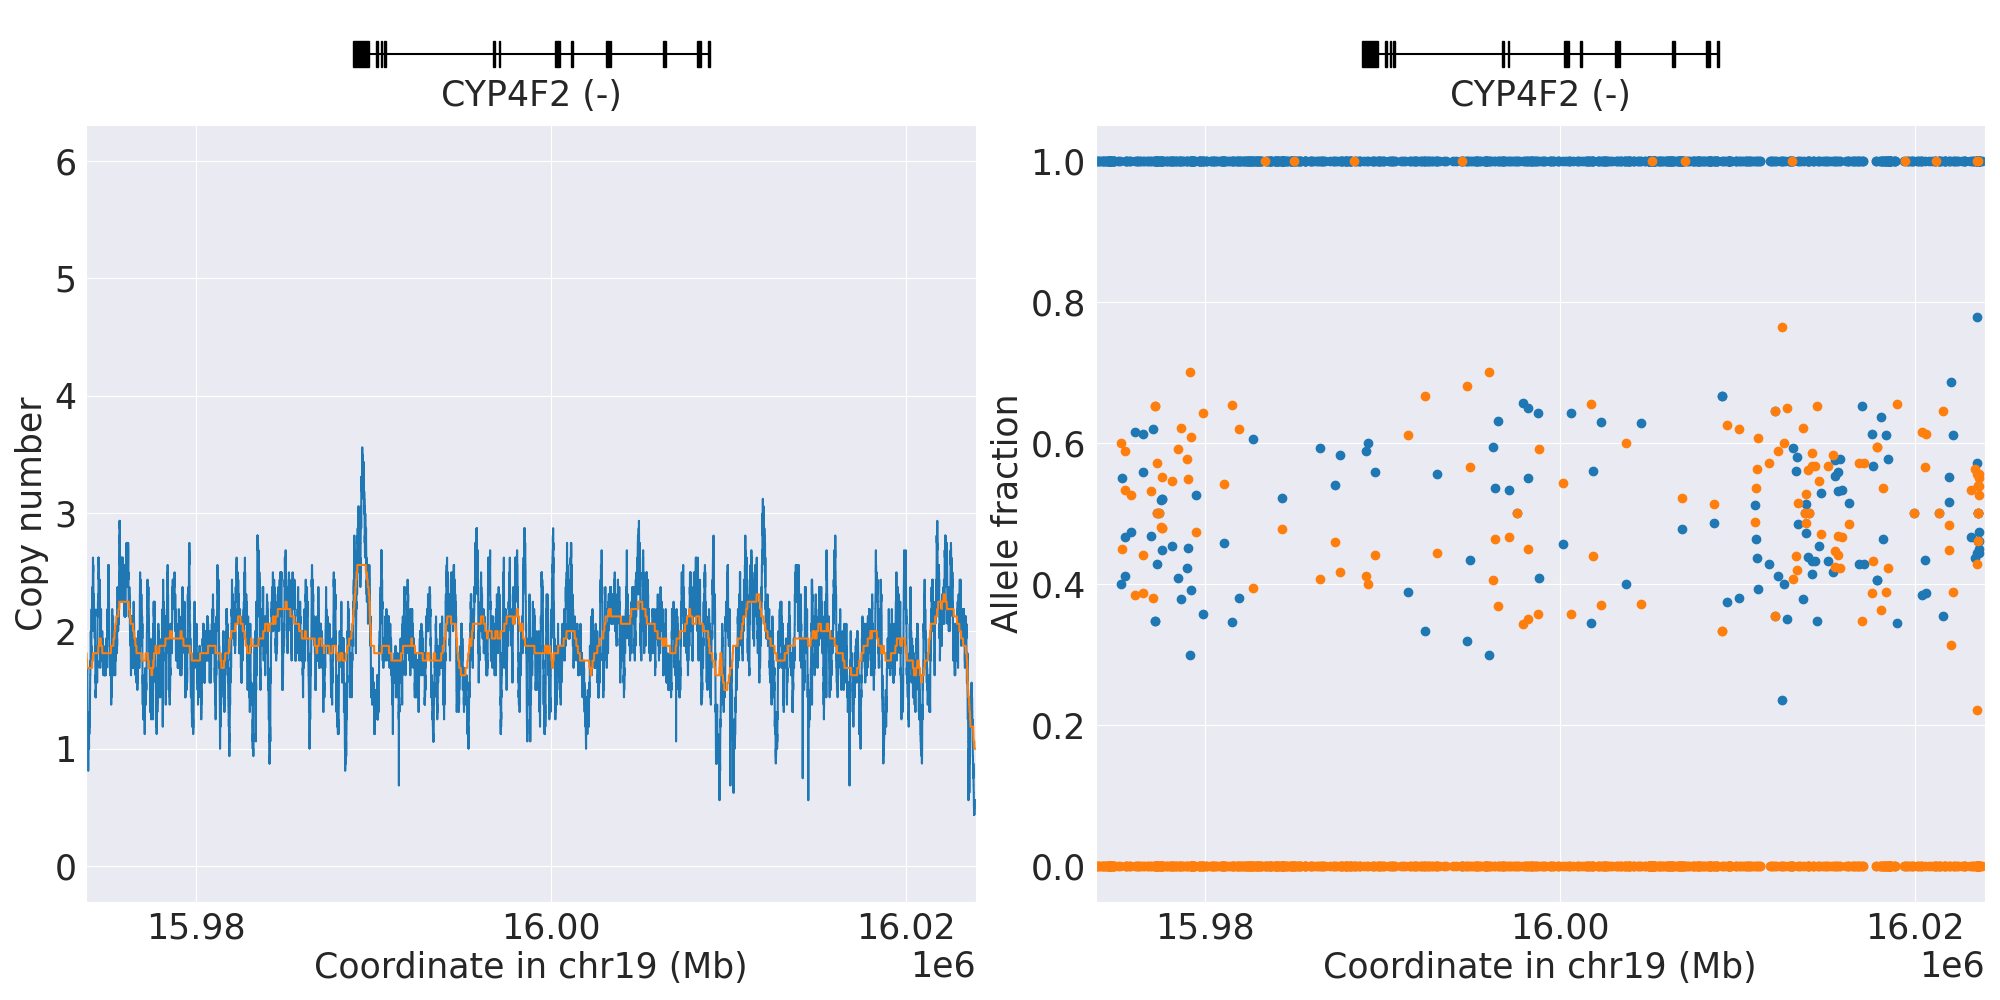 CYP4F2 (-)
6
5
4
3
2
1
0
Copy number
15.98
16.00
16.02
Coordinate in chr19 (Mb)
1e6
CYP4F2 (-)
1.0
0.8
0.6
0.4
0.2
0.0
Allele fraction
15.98
16.00
16.02
Coordinate in chr19 (Mb)
1e6